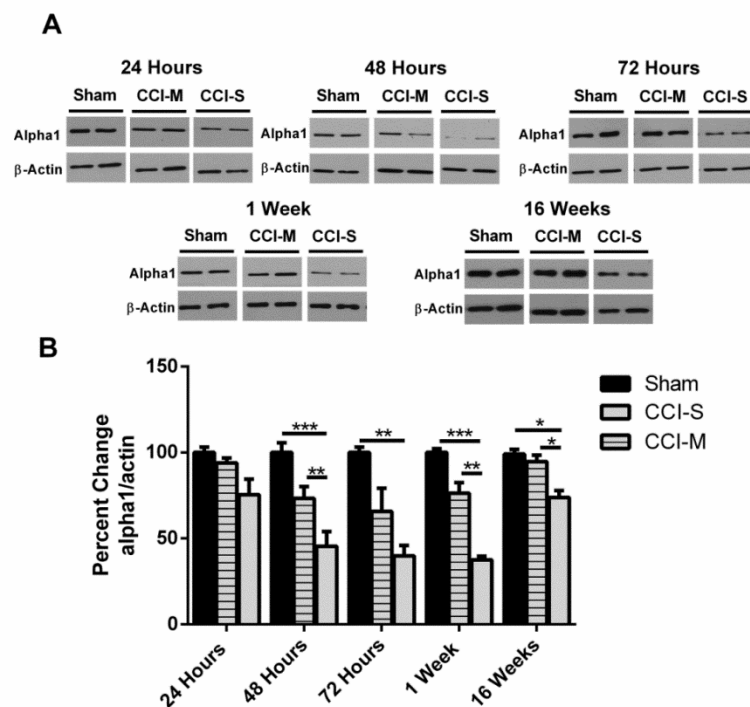 A
24 Hours 48 Hours 72 Hours
Sham CCI-M CCI-S Sham CCI-M CCI-S Sham CCI-M CCI-S
Alpha1 Alpha1 Alpha1
β-Actin β-Actin β-Actin
1 Week 16 Weeks
Sham CCI-M CCI-S Sham CCI-M CCI-S
Alpha1 Alpha1
β-Actin β-Actin
B
Percent Change
alpha1/actin
150
100
50
0
*** ** *** *
** ** *
Sham
CCI-S
CCI-M
24 Hours 48 Hours 72 Hours 1 Week 16 Weeks